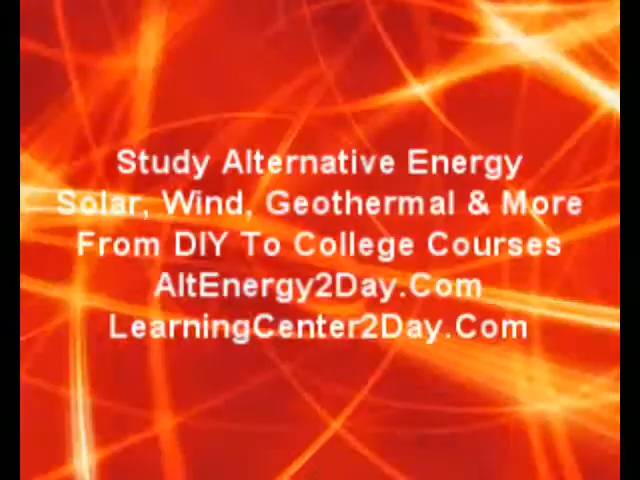 Study Alternative Energy
Solar, Wind, Geothermal & More
From DIY To College Courses
AltEnergy2Day.Com
LearningCenter2Day.Com